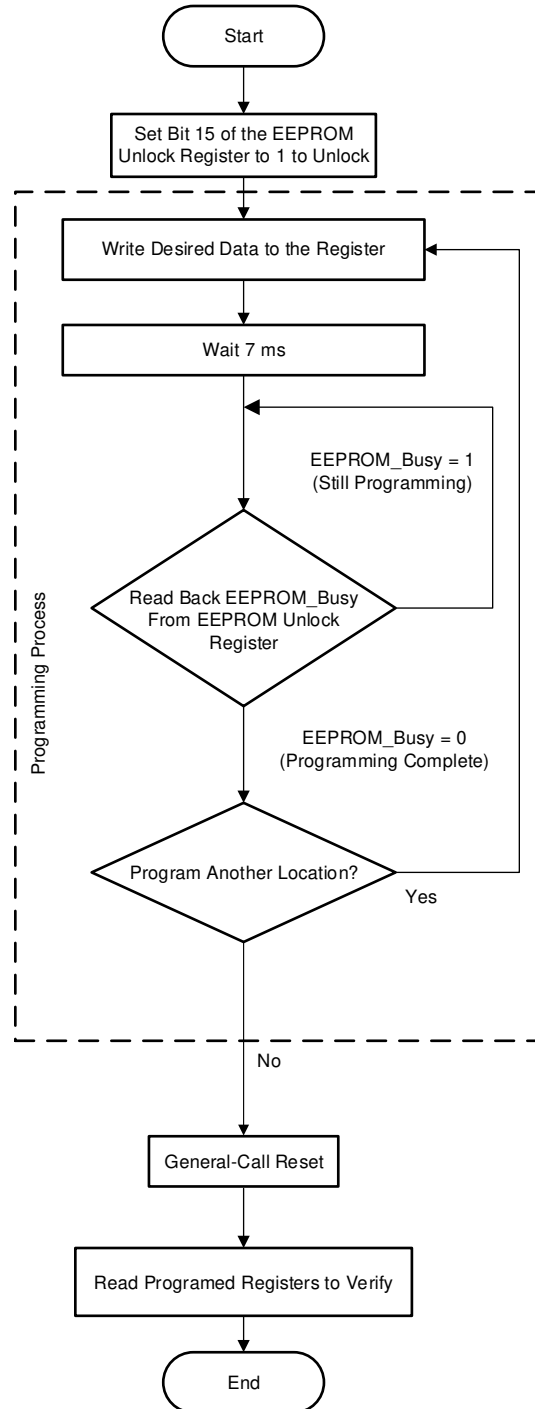 Start
Set Bit 15 of the EEPROM
Unlock Register to 1 to Unlock
Write Desired Data to the Register
Wait 7 ms
EEPROM_Busy = 1
(Still Programming)
Read Back EEPROM_Busy
From EEPROM Unlock
Register
Programming Process
EEPROM_Busy = 0
(Programming Complete)
Program Another Location?
Yes
No
General-Call Reset
Read Programed Registers to Verify
End